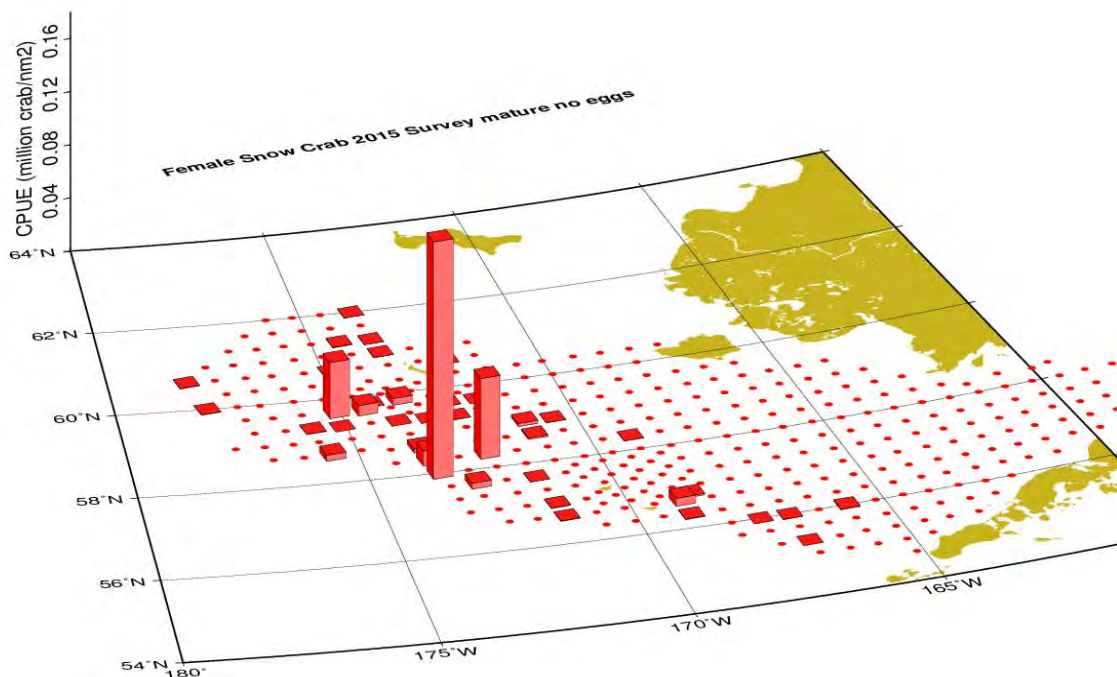 CPUE (million crab/nm2)
0.16
0.12
0.08
0.04
Female Snow Crab 2015 Survey mature no eggs
64°N
62°N
60°N
58°N
56°N
54°N
180°
175°W
170°W
165°W